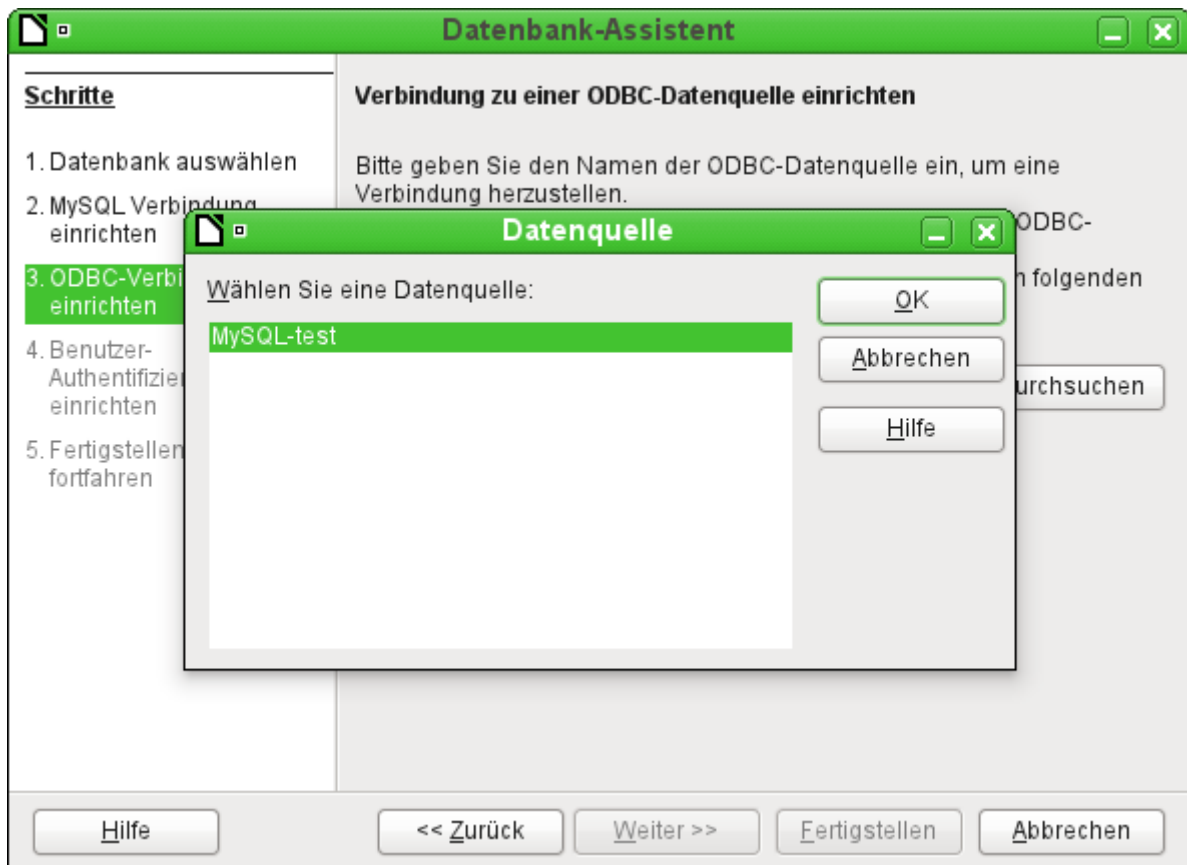 Datenbank-Assistent
Schritte
1. Datenbank auswählen
2. MySQL Verbindung
einrichten
3. ODBC-Verbi
einrichten
4. Benutzer-
Authentifizie
einrichten
5. Fertigstellen
fortfahren
Verbindung zu einer ODBC-Datenquelle einrichten
Bitte geben Sie den Namen der ODBC-Datenquelle ein, um eine
Verbindung herzustellen.
ODBC-
folgenden
urchsuchen
Datenquelle
Wählen Sie eine Datenquelle:
MySQL-test
OK
Abbrechen
Hilfe
Hilfe
<< Zurück
Weiter >>
Fertigstellen
Abbrechen